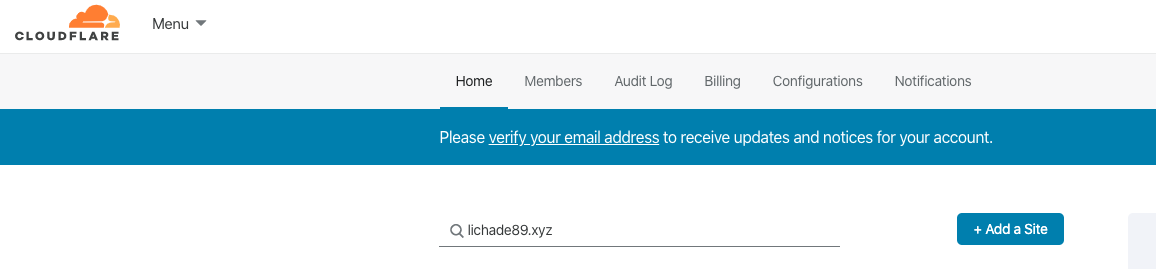 CLOUDFLARE
Menu
Home Members Audit Log Billing Configurations Notifications
Please verify your email address to receive updates and notices for your account.
lichade89.xyz
+ Add a Site